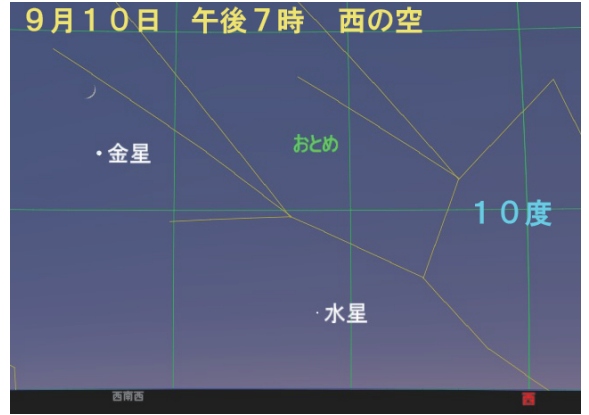 ９月１０日　午後７時　西の空
・金星
おとめ
１０度
・水星
西南西
西